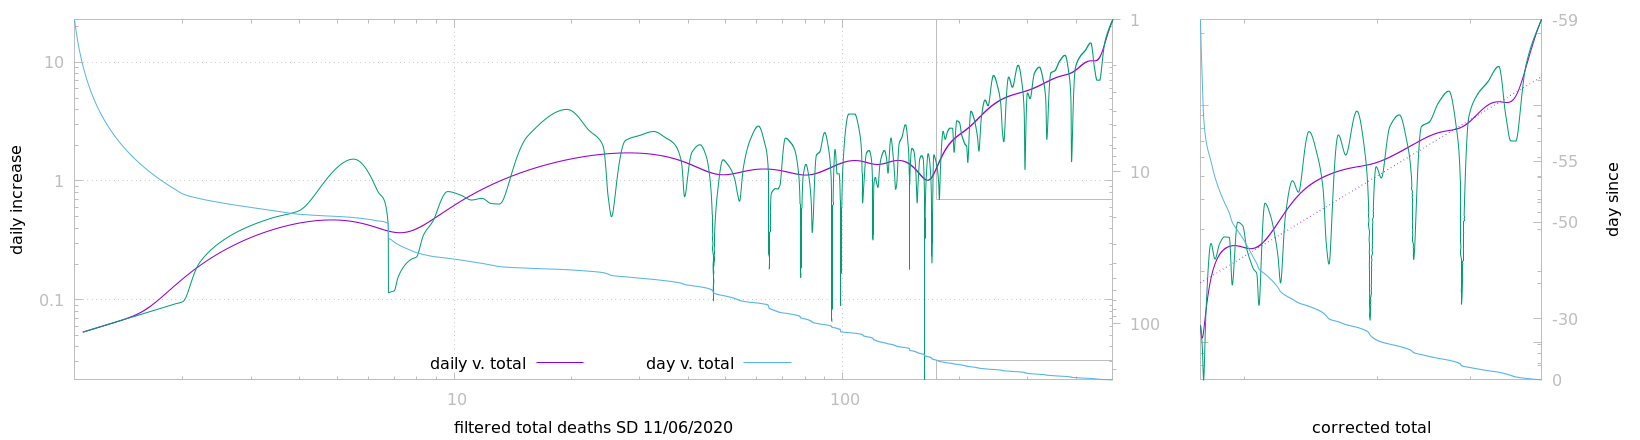 daily increase
10
1
0.1
10
100
1
10
100
daily v. total
day v. total
filtered total deaths SD 11/06/2020
-59
-55
-50
-30
0
day since
corrected total